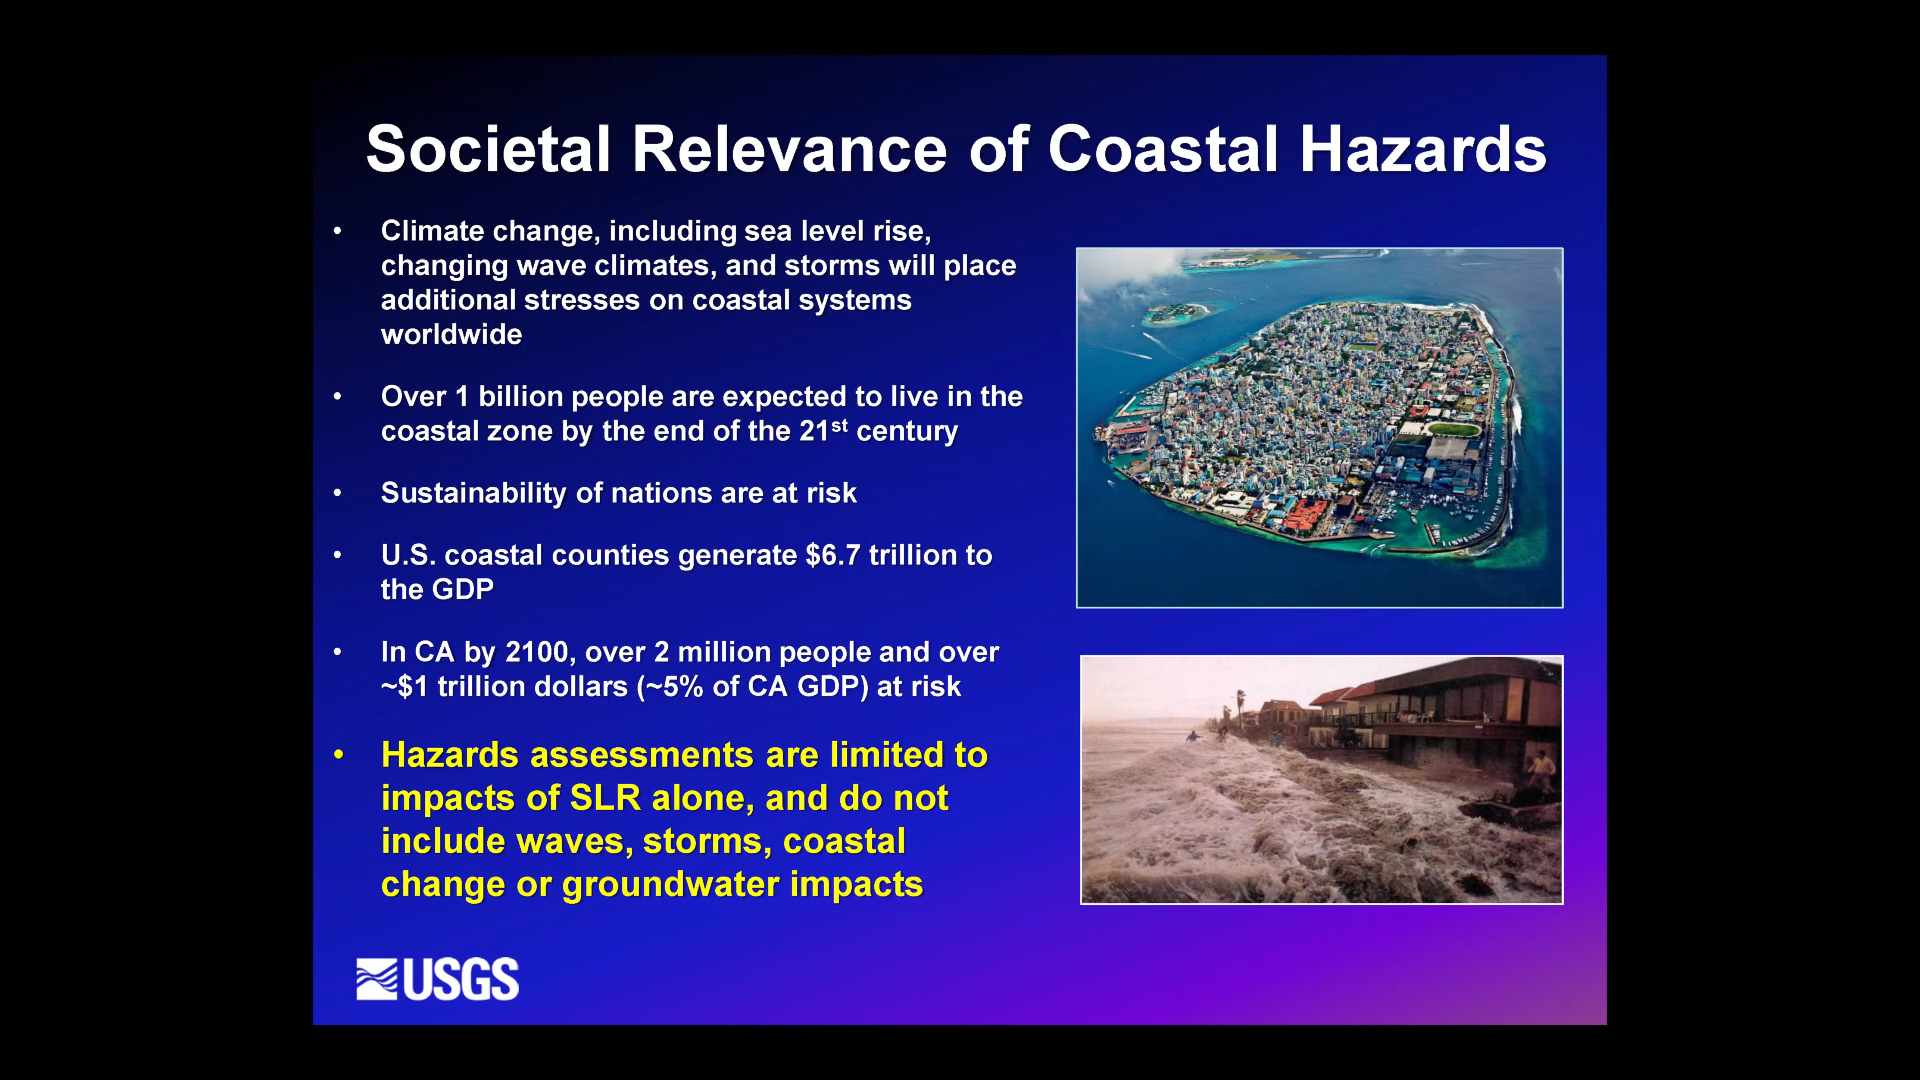 Societal Relevance of Coastal Hazards
• Climate change, including sea level rise,
changing wave climates, and storms will place
additional stresses on coastal systems
worldwide
• Over 1 billion people are expected to live in the
coastal zone by the end of the 21st century
• Sustainability of nations are at risk
• U.S. coastal counties generate $6.7 trillion to
the GDP
• In CA by 2100, over 2 million people and over
~$1 trillion dollars (~5% of CA GDP) at risk
• Hazards assessments are limited to
impacts of SLR alone, and do not
include waves, storms, coastal
change or groundwater impacts
USGS